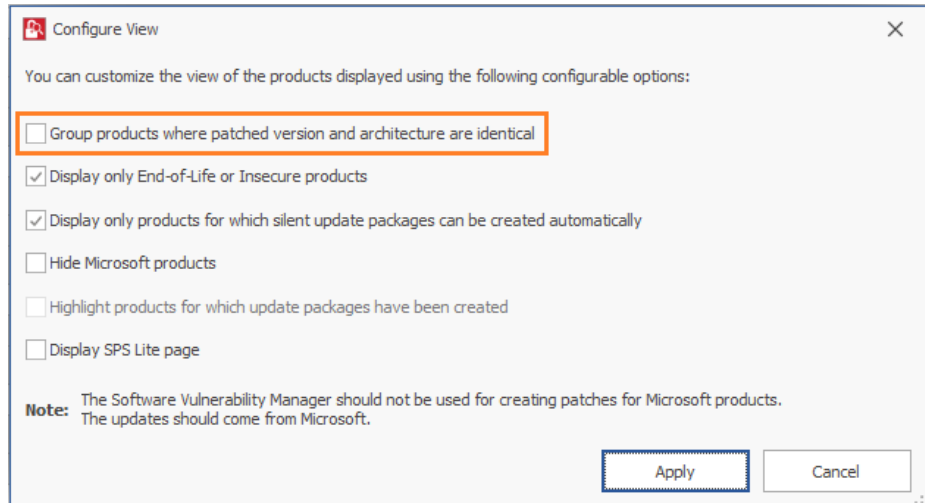 Configure View
You can customize the view of the products displayed using the following configurable options:
Group products where patched version and architecture are identical
Display only End-of-Life or Insecure products
Display only products for which silent update packages can be created automatically
Hide Microsoft products
Highlight products for which update packages have been created
Display SPS Lite page
Note: The Software Vulnerability Manager should not be used for creating patches for Microsoft products.
The updates should come from Microsoft.
Apply Cancel